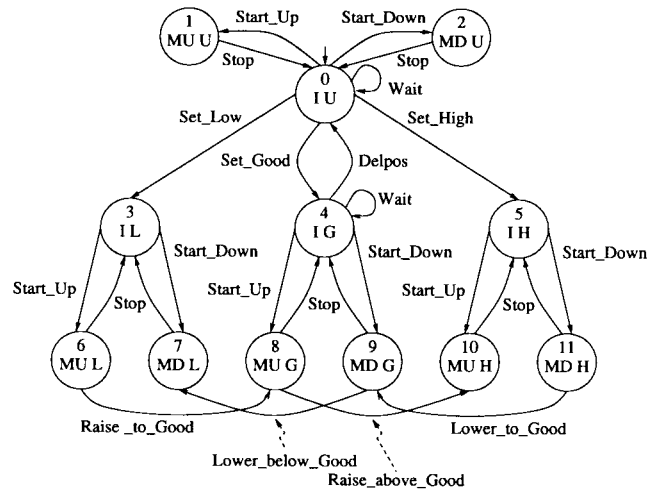 1
MU U
Start_Up
Start_Down
2
MD U
Stop
Stop
0
I U
Wait
Set_Low
Set_High
Set_Good
Delpos
3
I L
4
I G
Wait
5
I H
Start_Down
Start_Down
Start_Down
Start_Up
Stop
Start_Up
Stop
Start_Up
Stop
6
MU L
7
MD L
8
MU G
9
MD G
10
MU H
11
MD H
Raise _to_Good
Lower_to_Good
Lower_below_Good
Raise_above_Good